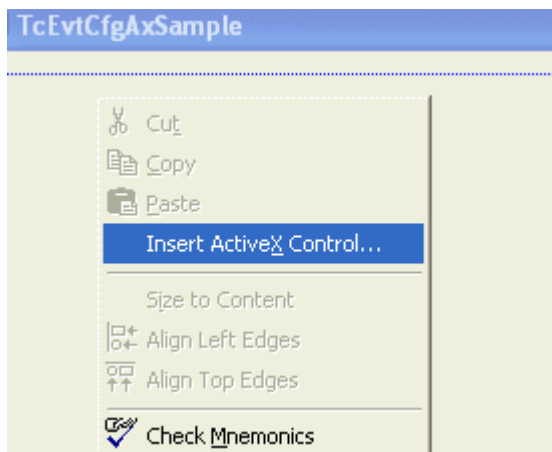 TcEvtCfgAxSample
Cut
Copy
Paste
Insert ActiveX Control...
Size to Content
Align Left Edges
Align Top Edges
Check Mnemonics